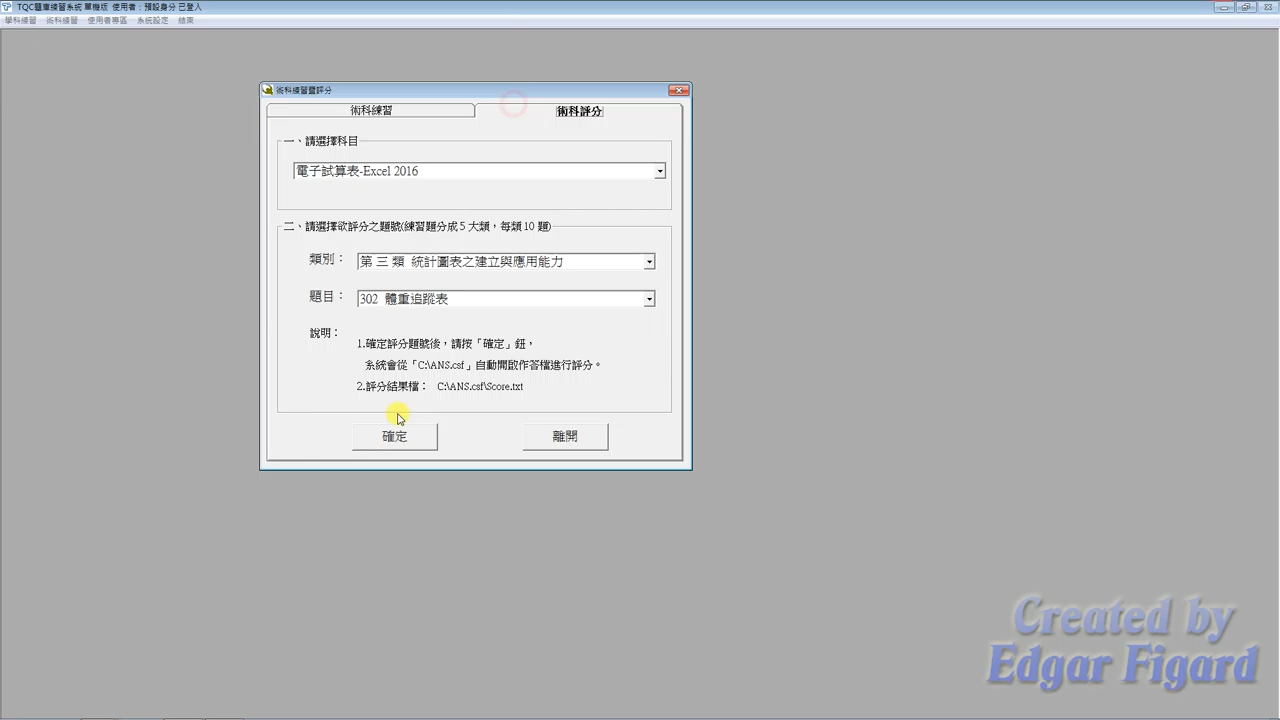 TQC題庫練習系統 單機版 使用者：預設身分 已登入
學科練習 術科練習 使用者專區 系統設定 結束
術科練習暨評分
術科練習 術科評分
一、請選擇科目
電子試算表-Excel 2016
二、請選擇欲評分之題號(練習題分成 5 大類，每類 10 題)
類別： 第 三 類 統計圖表之建立與應用能力
題目： 302 體重追蹤表
說明：
1.確定評分題號後，請按「確定」鈕，
系統會從「C:\ANS.csf」自動開啟作答檔進行評分。
2.評分結果檔： C:\ANS.csf\Score.txt
確定 離開
Created by
Edgar Figard